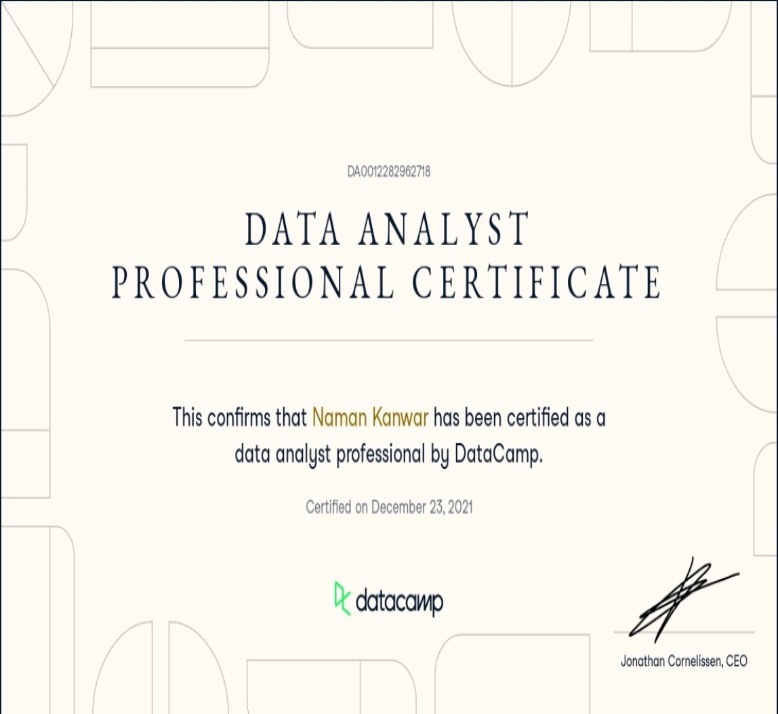 DA0012282962718
DATA ANALYST
PROFESSIONAL CERTIFICATE
This confirms that Naman Kanwar has been certified as a
data analyst professional by DataCamp.
Certified on December 23, 2021
datacamp
Jonathan Cornelissen, CEO